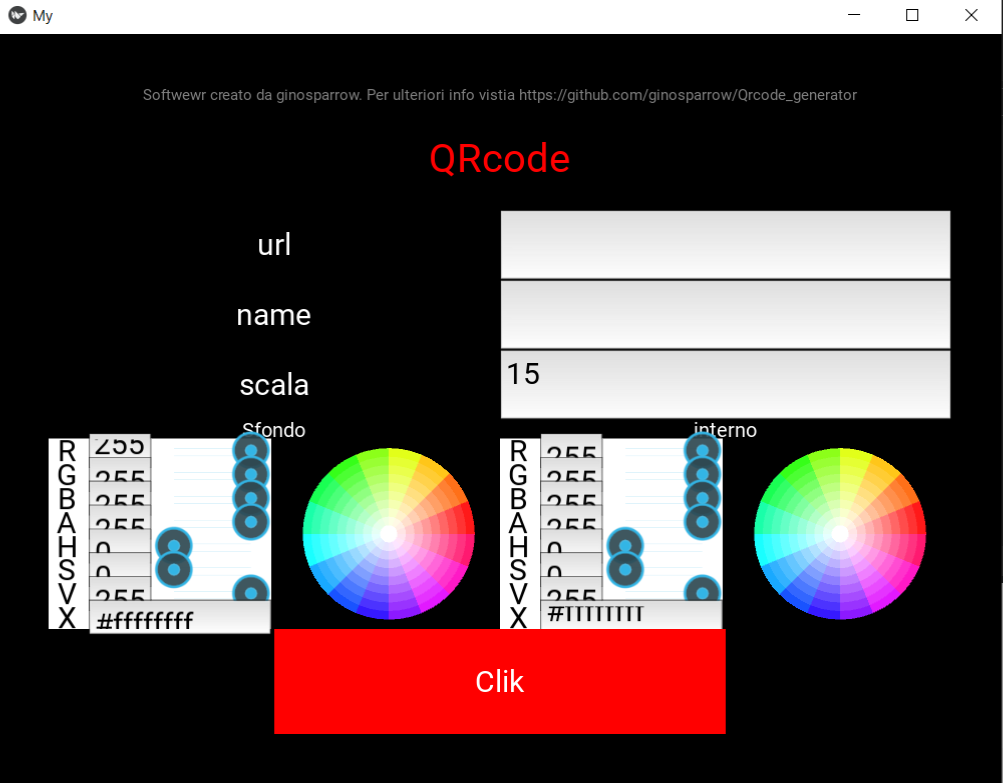 My
Softwewr creato da ginosparrow. Per ulteriori info vistia https://github.com/ginosparrow/Qrcode_generator
QRcode
url
name
scala 15
Sfondo interno
R 255 R 255
G 255 G 255
B 255 B 255
A 255 A 255
H 0 H 0
S 0 S 0
V 255 V 255
X #ffffffff X #ffffffff
Clik